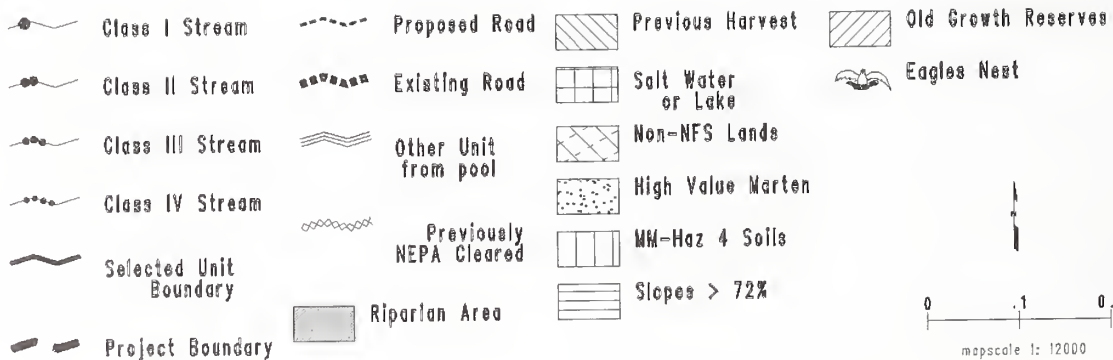 Class I Stream
Class II Stream
Class III Stream
Class IV Stream
Selected Unit
Boundary
Project Boundary
Proposed Road
Existing Road
Other Unit
from pool
Previously
NEPA Cleared
Riparian Area
Previous Harvest
Salt Water
or Lake
Non-NFS Lands
High Value Marten
MM-Haz 4 Soils
Slopes > 72%
Old Growth Reserves
Eagles Nest
0 .1 0.
mapscale 1: 12000